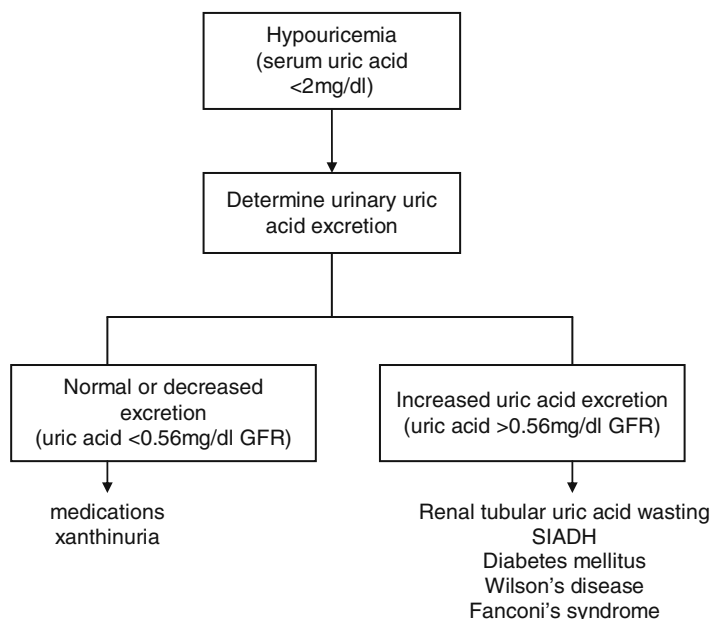 Hypouricemia
(serum uric acid
<2mg/dl)
Determine urinary uric
acid excretion
Normal or decreased
excretion
(uric acid <0.56mg/dl GFR)
Increased uric acid excretion
(uric acid >0.56mg/dl GFR)
medications
xanthinuria
Renal tubular uric acid wasting
SIADH
Diabetes mellitus
Wilson's disease
Fanconi's syndrome